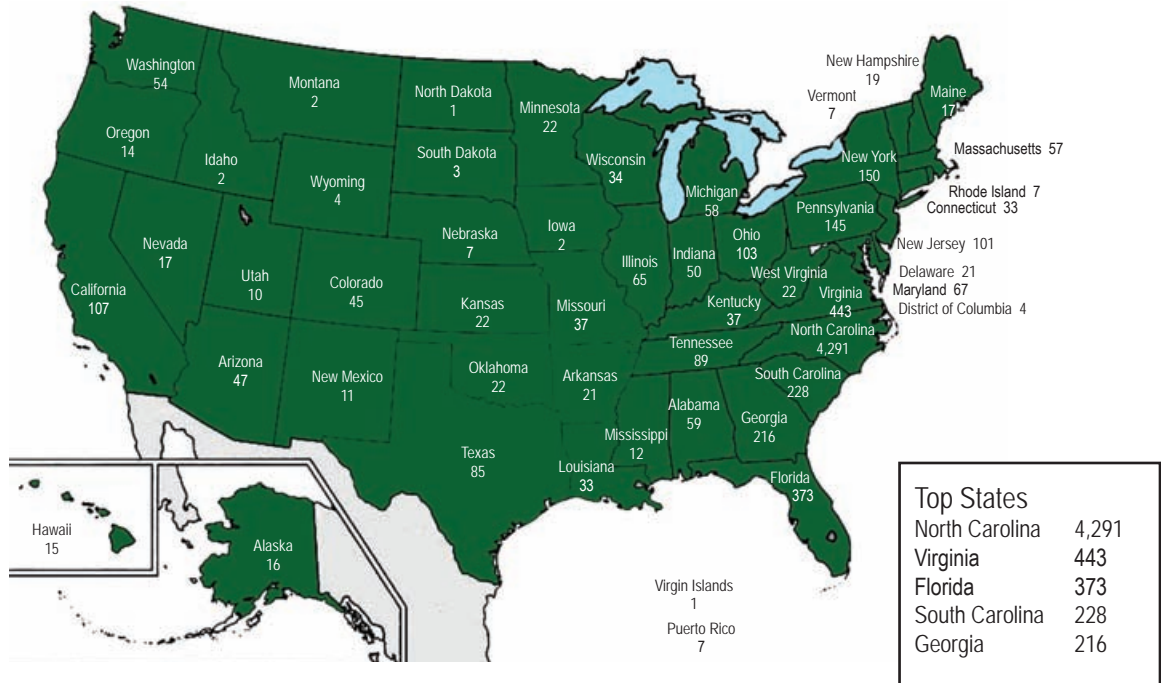 New Hampshire
19
Vermont
7
Maine
17
Washington
54
Montana
2
North Dakota
1
Minnesota
22
Oregon
14
Idaho
2
Wyoming
4
South Dakota
3
Wisconsin
34
Michigan
58
New York
150
Massachusetts 57
Rhode Island 7
Connecticut 33
Nevada
17
Utah
10
Colorado
45
Nebraska
7
Iowa
2
Illinois
65
Indiana
50
Ohio
103
Pennsylvania
145
New Jersey 101
Delaware 21
Maryland 67
District of Columbia 4
California
107
Kansas
22
Missouri
37
Kentucky
37
West Virginia
22
Virginia
443
North Carolina
4,291
Tennessee
89
South Carolina
228
Arizona
47
New Mexico
11
Oklahoma
22
Arkansas
21
Alabama
59
Georgia
216
Mississippi
12
Texas
85
Louisiana
33
Florida
373
Hawaii
15
Alaska
16
Virgin Islands
1
Puerto Rico
7
Top States
North Carolina 4,291
Virginia 443
Florida 373
South Carolina 228
Georgia 216